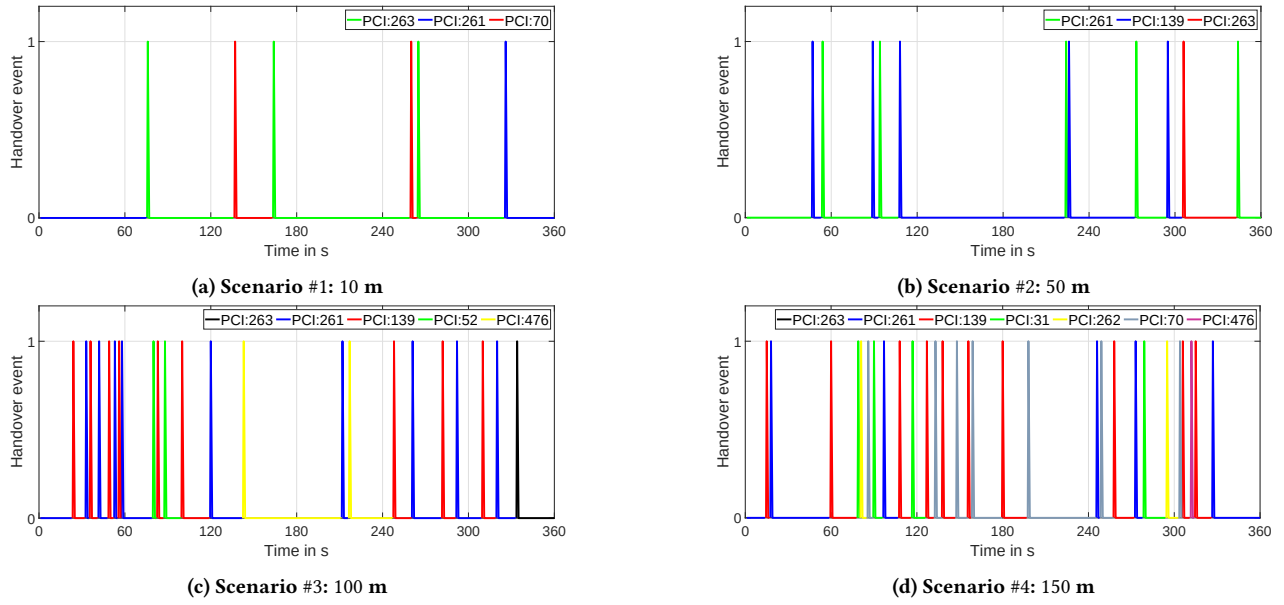 PCI:263 PCI:261 PCI:70
1
Handover event
0
0 60 120 180 240 300 360
Time in s
(a) Scenario #1: 10 m
PCI:261 PCI:139 PCI:263
1
Handover event
0
0 60 120 180 240 300 360
Time in s
(b) Scenario #2: 50 m
PCI:263 PCI:261 PCI:139 PCI:52 PCI:476
1
Handover event
0
0 60 120 180 240 300 360
Time in s
(c) Scenario #3: 100 m
PCI:263 PCI:261 PCI:139 PCI:31 PCI:262 PCI:70 PCI:476
1
Handover event
0
0 60 120 180 240 300 360
Time in s
(d) Scenario #4: 150 m